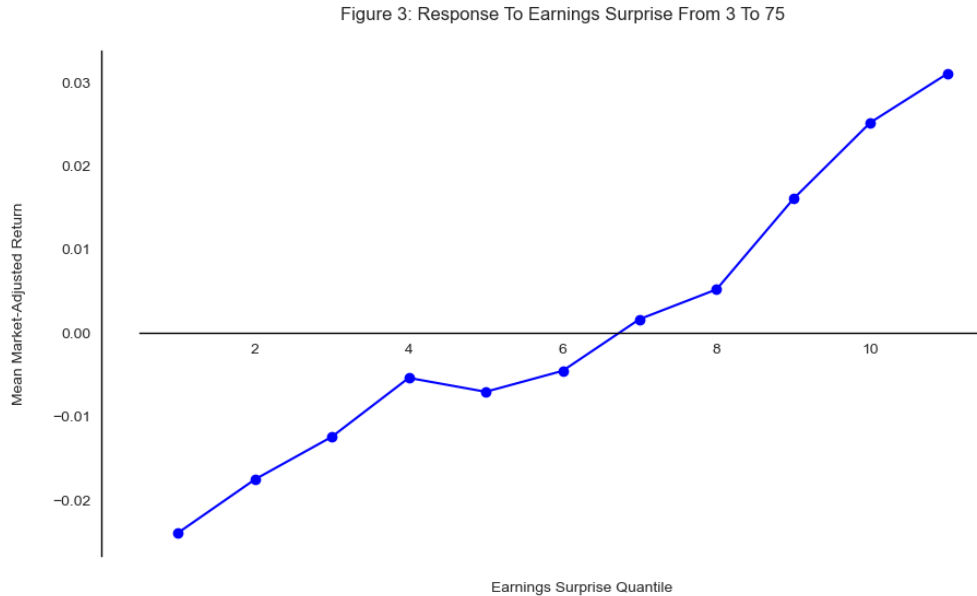 Figure 3: Response To Earnings Surprise From 3 To 75
Mean Market-Adjusted Return
0.03
0.02
0.01
0.00
−0.01
−0.02
2 4 6 8 10
Earnings Surprise Quantile